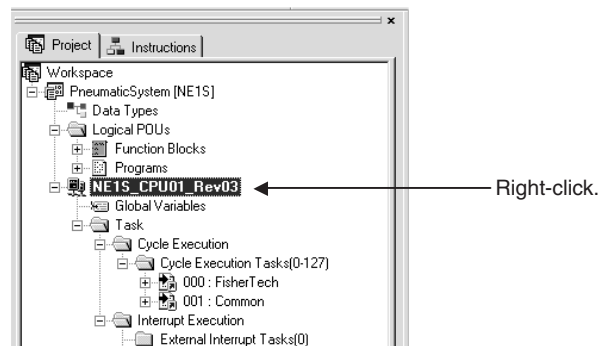 Project
Instructions
Workspace
PneumaticSystem [NE1S]
Data Types
Logical POUs
Function Blocks
Programs
NE1S_CPU01_Rev03
Right-click.
Global Variables
Task
Cycle Execution
Cycle Execution Tasks(0-127)
000 : FisherTech
001 : Common
Interrupt Execution
External Interrupt Tasks(0)